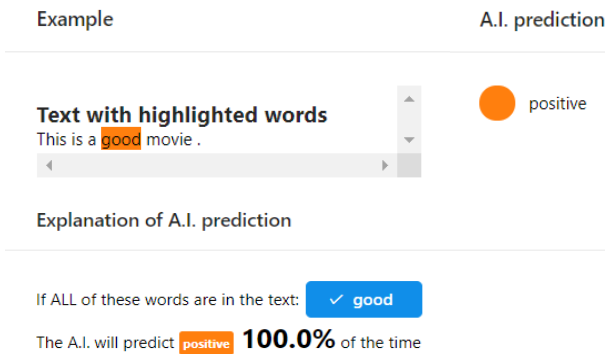 Example A.I. prediction
Text with highlighted words
positive
This is a good movie .
Explanation of A.I. prediction
If ALL of these words are in the text: ✓ good
The A.I. will predict positive 100.0% of the time